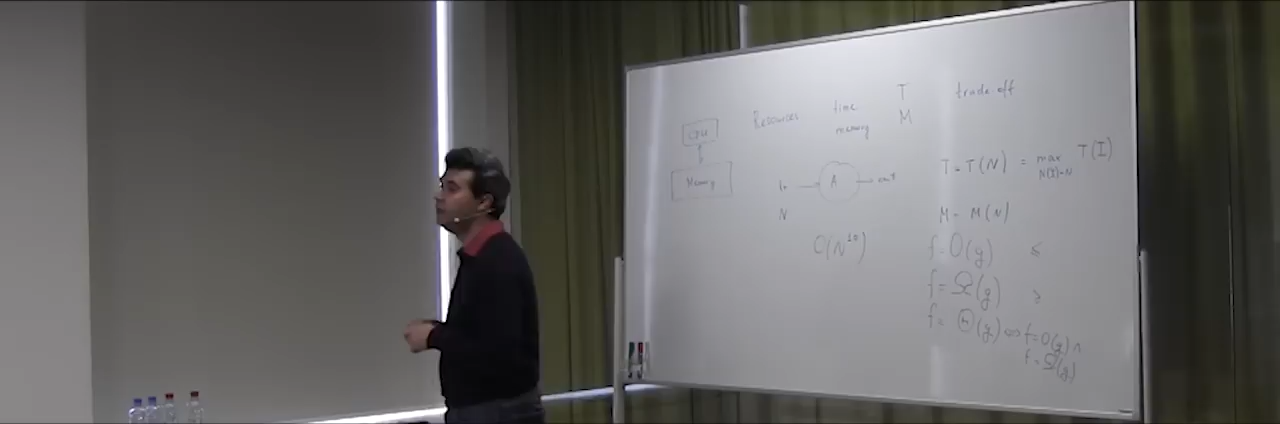 CPU
Memory
Resources time T trade off
memory M
In → A → out
N
O(N¹⁰)
T = T(N) = max T(I)
N(I)=N
M = M(N)
f = O(g) ≤
f = Ω(g) ≥
f = Θ(g) ⇔ f = O(g) ∧
f = Ω(g)